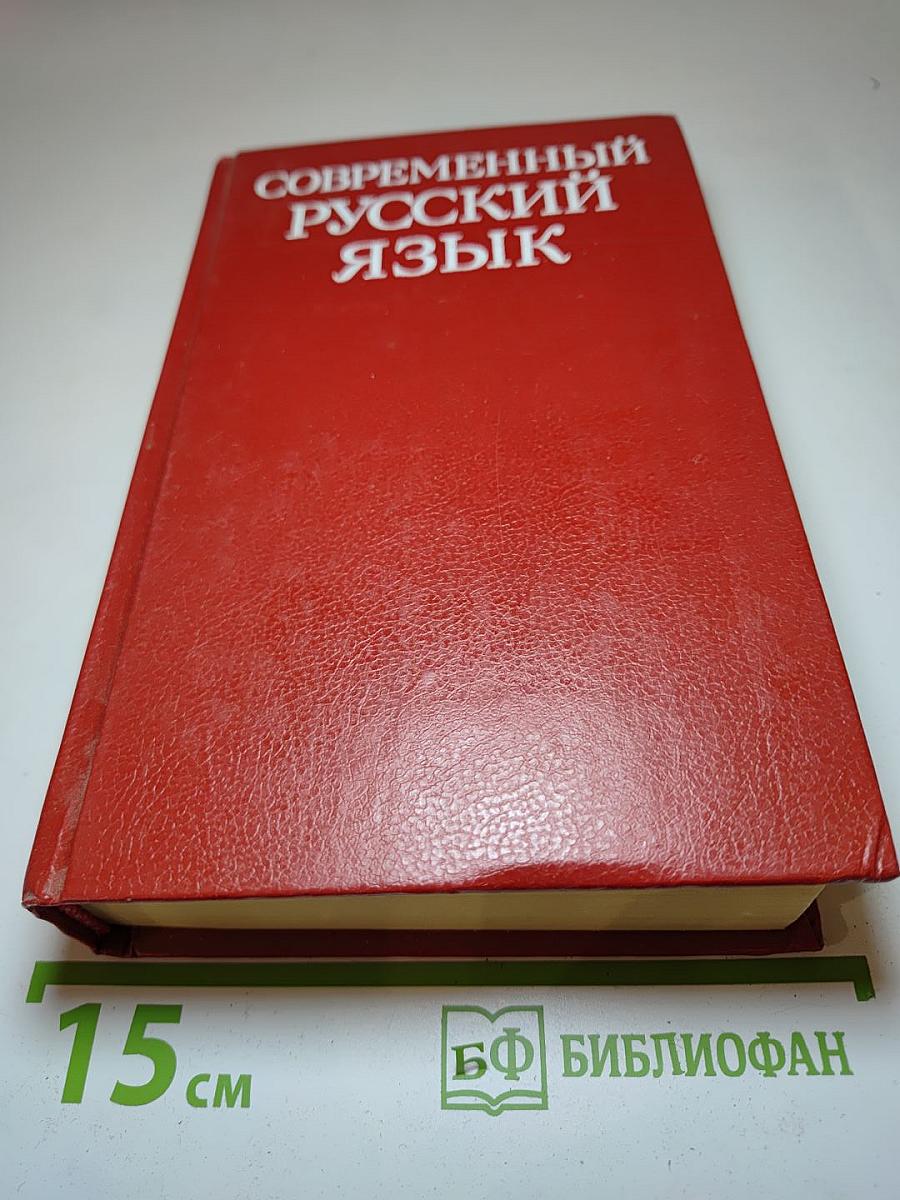 СОВРЕМЕННЫЙ
РУССКИЙ
ЯЗЫК
15 см
БФ БИБЛИОФАН